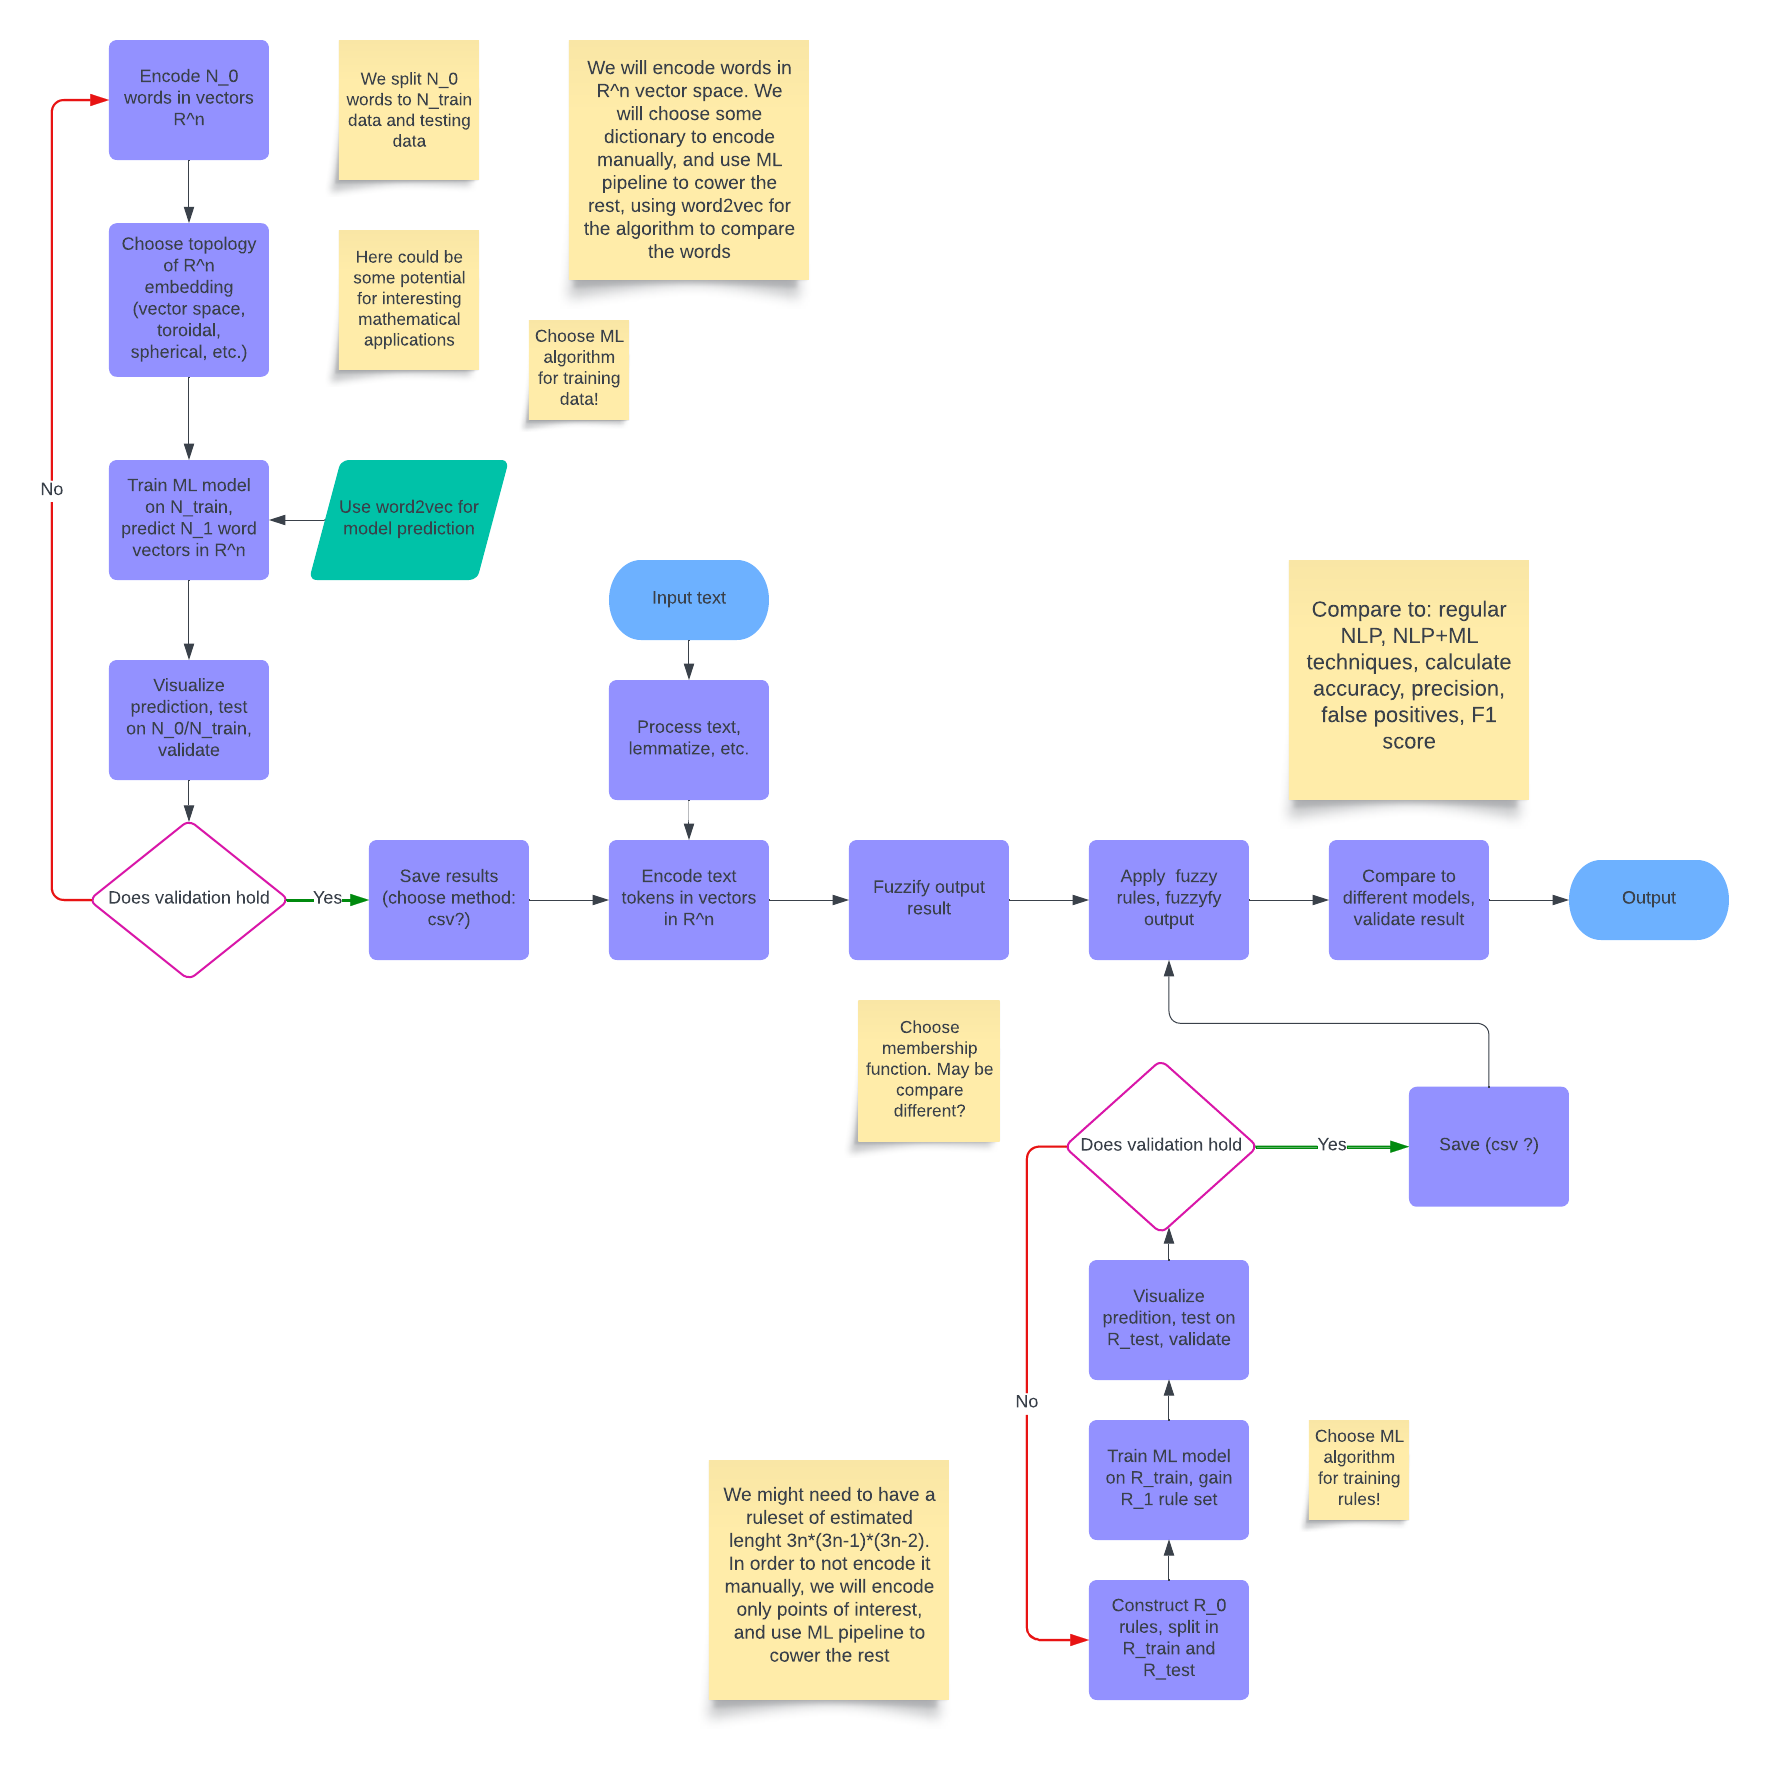 Encode N_0
words in vectors
R^n
We split N_0
words to N_train
data and testing
data
We will encode words in
R^n vector space. We
will choose some
dictionary to encode
manually, and use ML
pipeline to cower the
rest, using word2vec for
the algorithm to compare
the words
Choose topology
of R^n
embedding
(vector space,
toroidal,
spherical, etc.)
Here could be
some potential
for interesting
mathematical
applications
Choose ML
algorithm
for training
data!
No
Train ML model
on N_train,
predict N_1 word
vectors in R^n
Use word2vec for
model prediction
Input text
Compare to: regular
NLP, NLP+ML
techniques, calculate
accuracy, precision,
false positives, F1
score
Visualize
prediction, test
on N_0/N_train,
validate
Process text,
lemmatize, etc.
Does validation hold
Yes
Save results
(choose method:
csv?)
Encode text
tokens in vectors
in R^n
Fuzzify output
result
Apply  fuzzy
rules, fuzzyfy
output
Compare to
different models,
validate result
Output
Choose
membership
function. May be
compare
different?
Does validation hold
Yes
Save (csv ?)
Visualize
predition, test on
R_test, validate
No
Train ML model
on R_train, gain
R_1 rule set
Choose ML
algorithm
for training
rules!
We might need to have a
ruleset of estimated
lenght 3n*(3n-1)*(3n-2).
In order to not encode it
manually, we will encode
only points of interest,
and use ML pipeline to
cower the rest
Construct R_0
rules, split in
R_train and
R_test